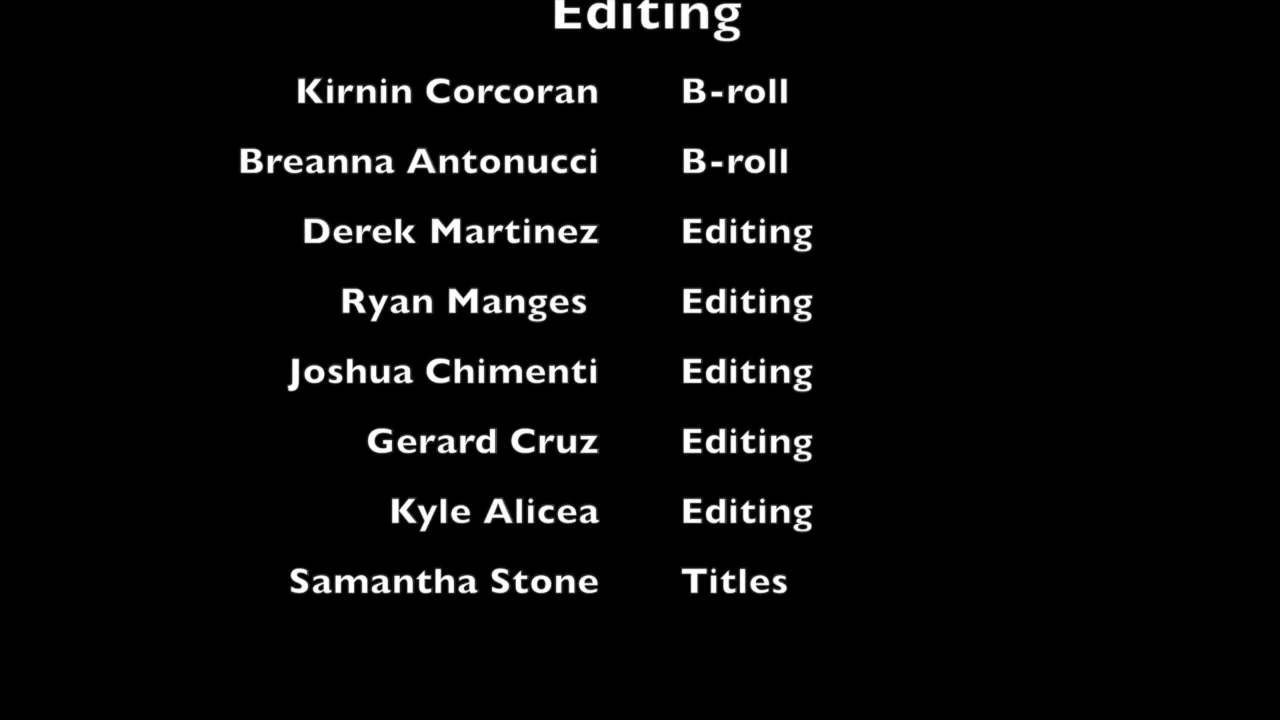 Editing
Kirnin Corcoran B-roll
Breanna Antonucci B-roll
Derek Martinez Editing
Ryan Manges Editing
Joshua Chimenti Editing
Gerard Cruz Editing
Kyle Alicea Editing
Samantha Stone Titles